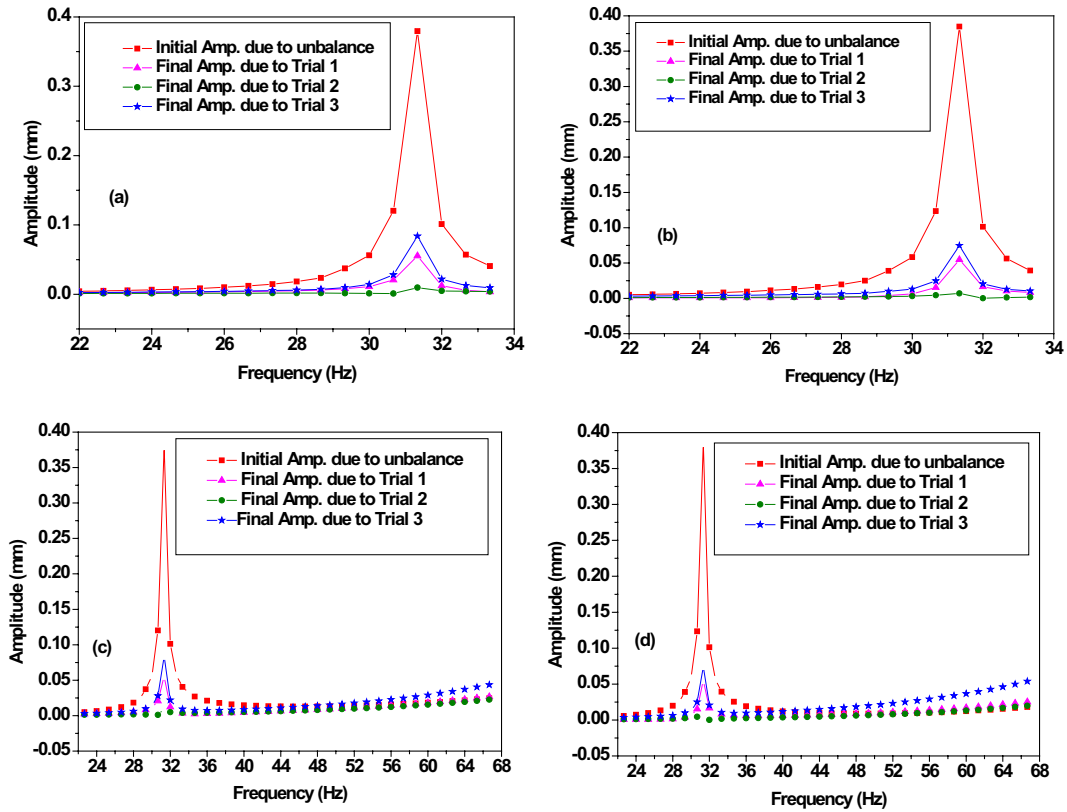 0.4
0.3
0.2
0.1
0.0
Amplitude (mm)
Initial Amp. due to unbalance
Final Amp. due to Trial 1
Final Amp. due to Trial 2
Final Amp. due to Trial 3
(a)
22 24 26 28 30 32 34
Frequency (Hz)
0.40
0.35
0.30
0.25
0.20
0.15
0.10
0.05
0.00
-0.05
Amplitude (mm)
Initial Amp. due to unbalance
Final Amp. due to Trial 1
Final Amp. due to Trial 2
Final Amp. due to Trial 3
(b)
22 24 26 28 30 32 34
Frequency (Hz)
0.40
0.35
0.30
0.25
0.20
0.15
0.10
0.05
0.00
-0.05
Amplitude (mm)
Initial Amp. due to unbalance
Final Amp. due to Trial 1
Final Amp. due to Trial 2
Final Amp. due to Trial 3
(c)
24 28 32 36 40 44 48 52 56 60 64 68
Frequency (Hz)
0.40
0.35
0.30
0.25
0.20
0.15
0.10
0.05
0.00
-0.05
Amplitude (mm)
Initial Amp. due to unbalance
Final Amp. due to Trial 1
Final Amp. due to Trial 2
Final Amp. due to Trial 3
(d)
24 28 32 36 40 44 48 52 56 60 64 68
Frequency (Hz)